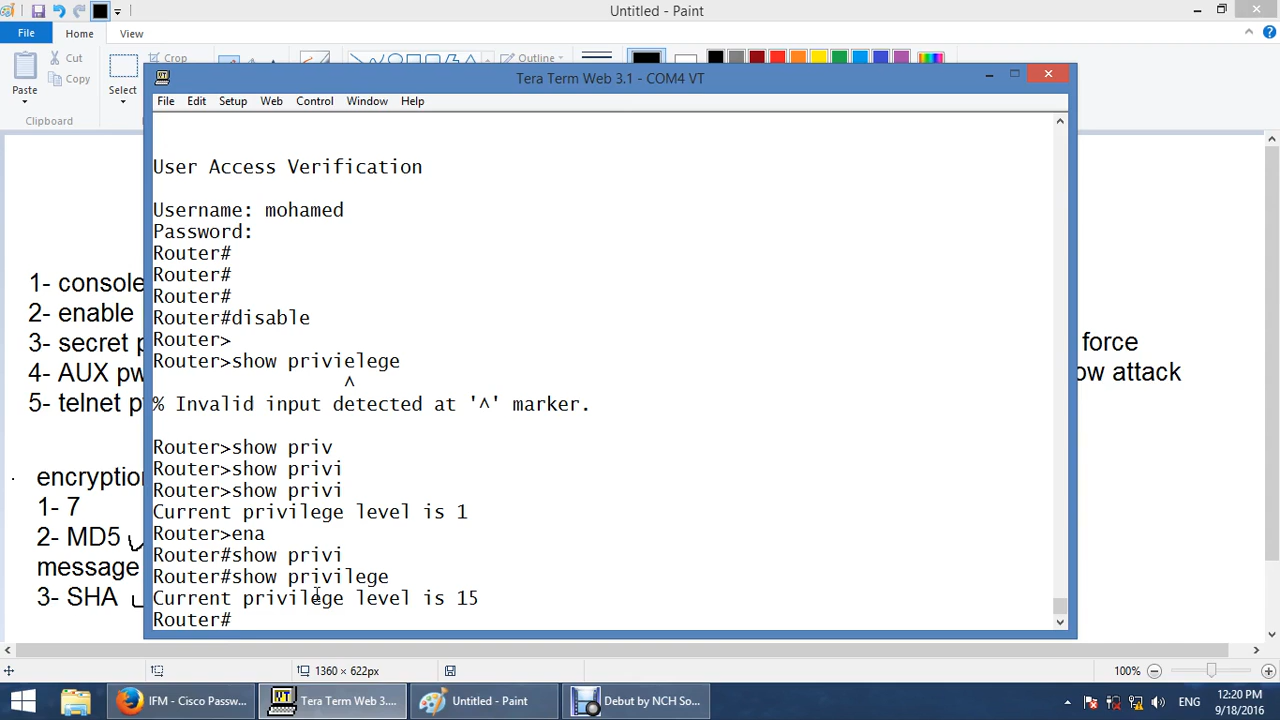 Untitled - Paint
File Home View
Cut
Copy
Paste
Clipboard
Select
Crop
Outline
Tera Term Web 3.1 - COM4 VT
File Edit Setup Web Control Window Help
User Access Verification
Username: mohamed
Password:
Router#
Router#
Router#
Router#disable
Router>
Router>show privielege
^
% Invalid input detected at '^' marker.
Router>show priv
Router>show privi
Router>show privi
Current privilege level is 1
Router>ena
Router#show privi
Router#show privilege
Current privilege level is 15
Router#
1- console
2- enable
3- secret
4- AUX
5- telnet
force
attack
1- 7
2- MD5
message
3- SHA
1360 × 622px
100%
IFM - Cisco Passw...
Tera Term Web 3....
Untitled - Paint
Debut by NCH So...
ENG
12:20 PM
9/18/2016